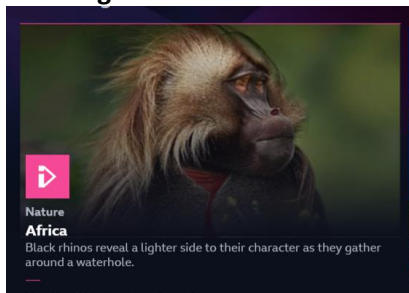 Nature
Africa
Black rhinos reveal a lighter side to their character as they gather
around a waterhole.